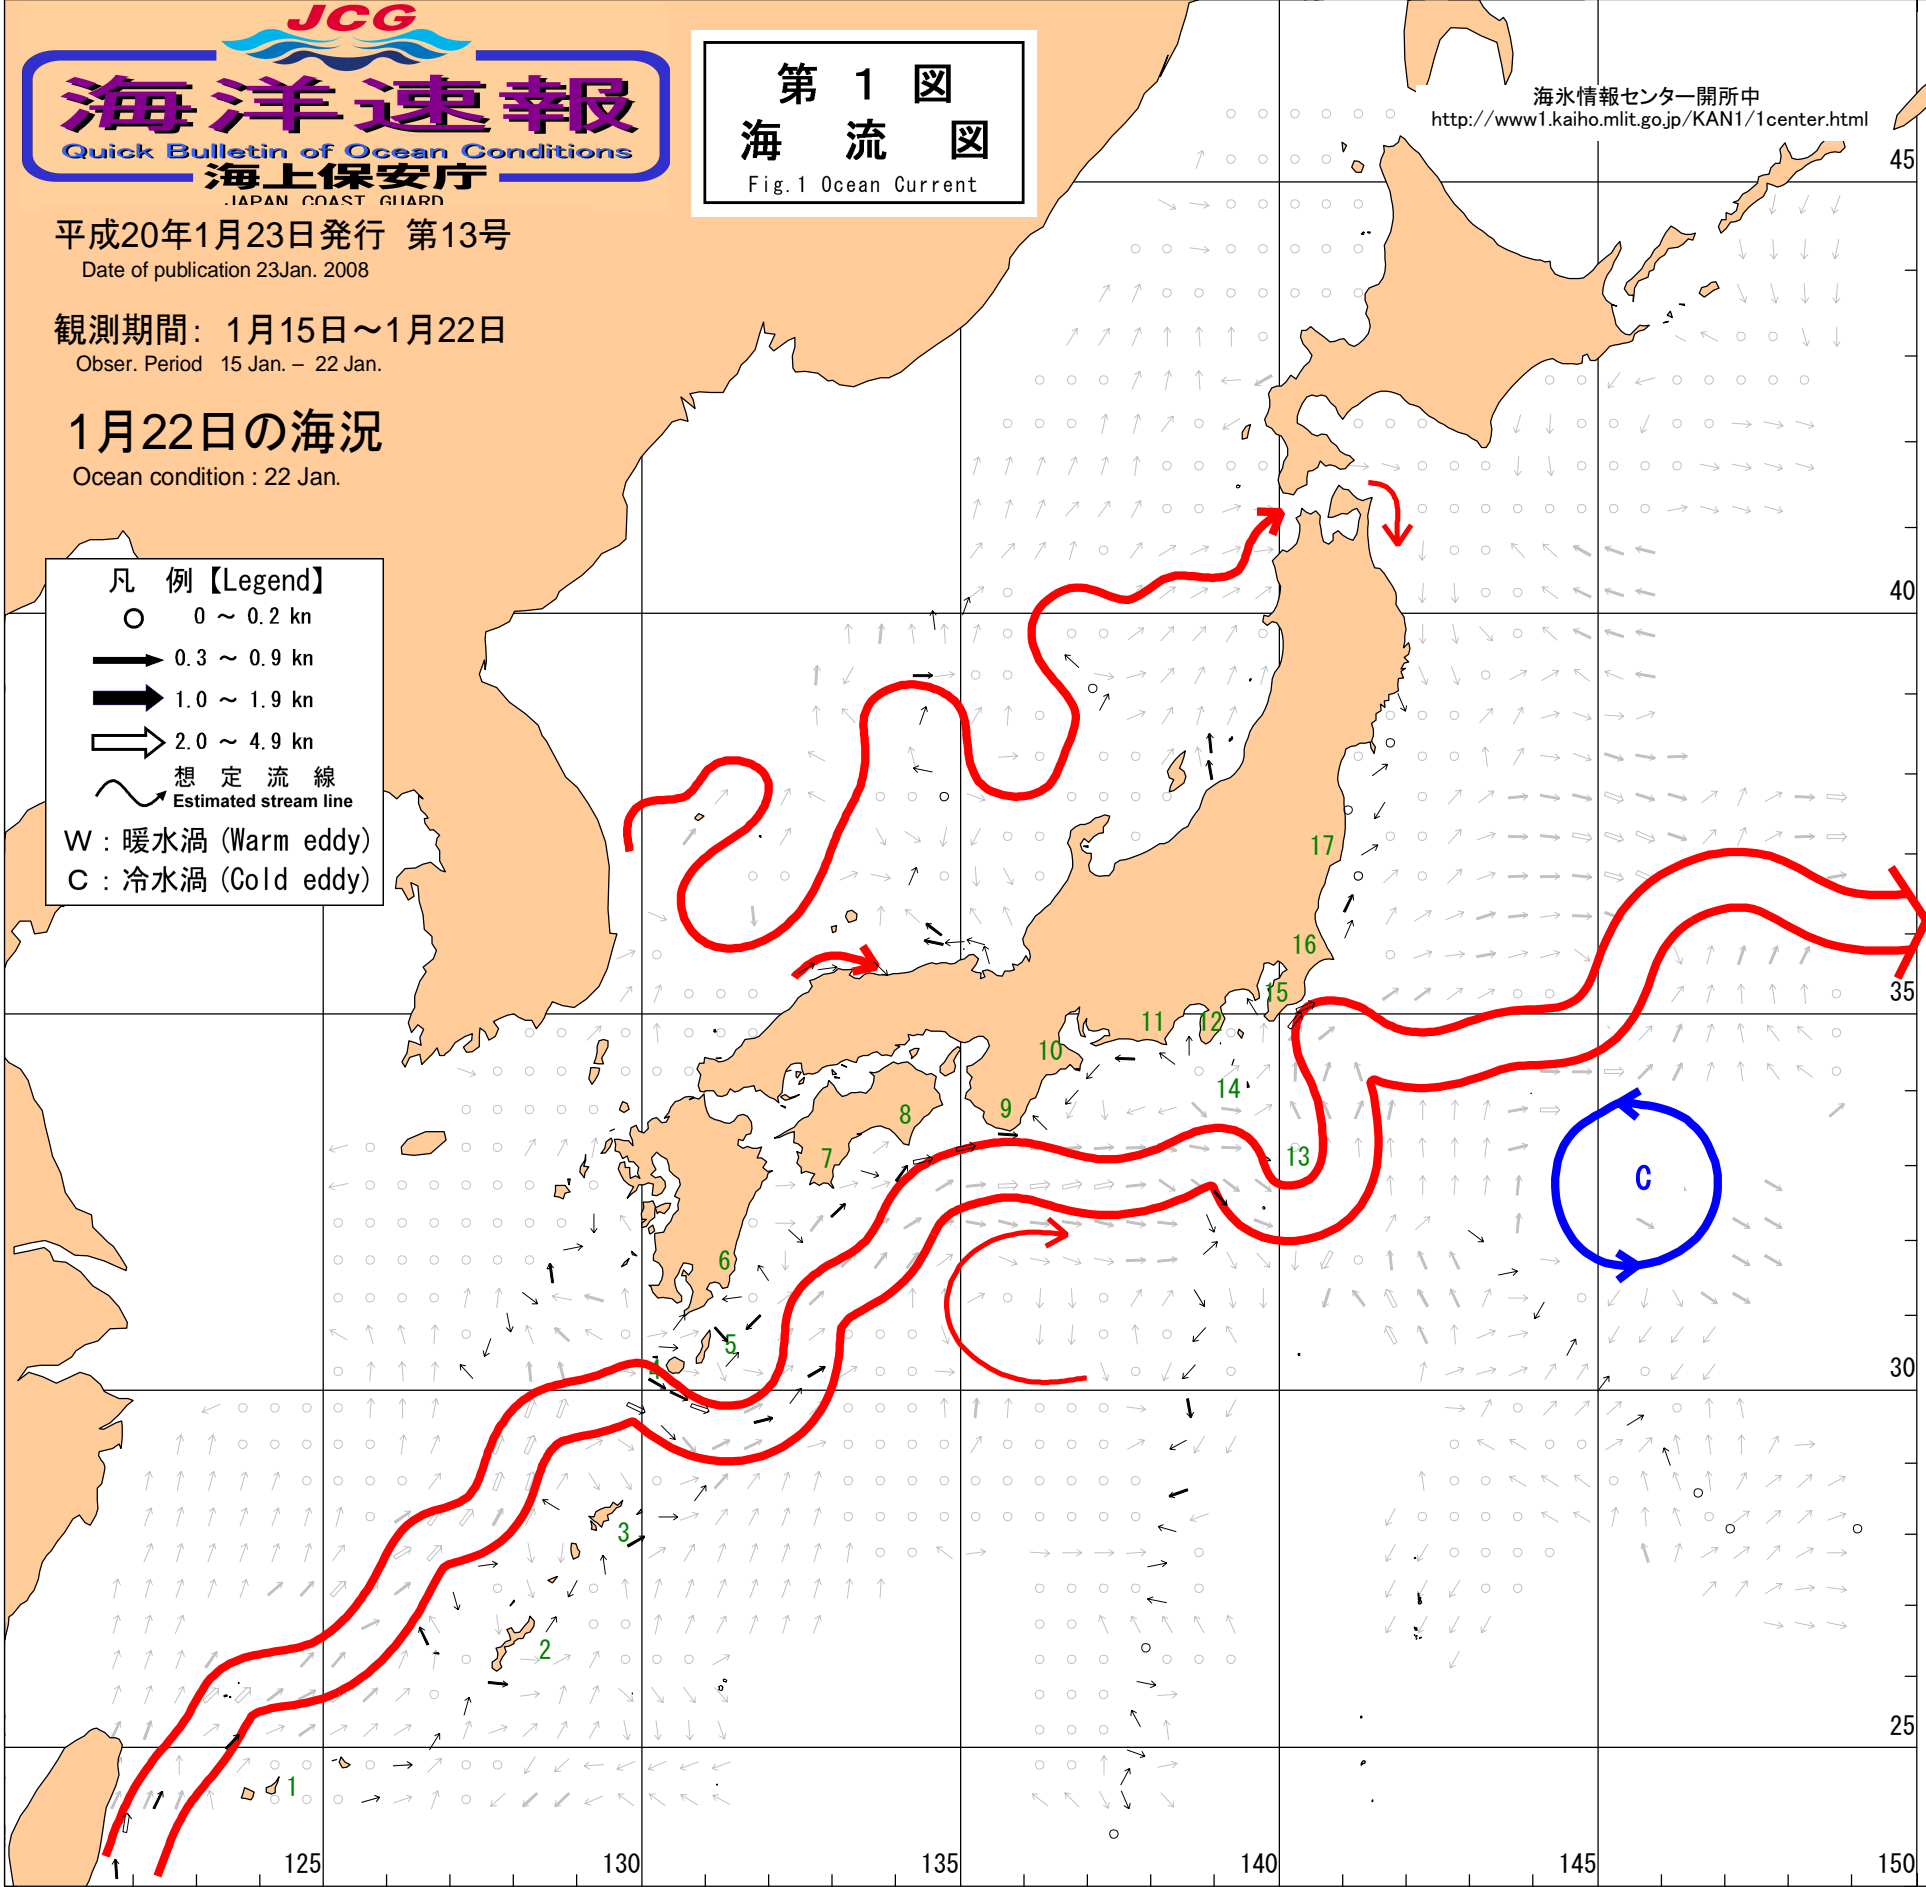 JCG
海洋速報
Quick Bulletin of Ocean Conditions
海上保安庁
JAPAN COAST GUARD
平成20年1月23日発行 第13号
Date of publication 23Jan. 2008
観測期間: 1月15日～1月22日
Obser. Period 15 Jan. – 22 Jan.
1月22日の海況
Ocean condition : 22 Jan.
第 1 図
海 流 図
Fig.1 Ocean Current
海氷情報センター開所中
http://www1.kaiho.mlit.go.jp/KAN1/1center.html
凡 例【Legend】
0 ～ 0.2 kn
0.3 ～ 0.9 kn
1.0 ～ 1.9 kn
2.0 ～ 4.9 kn
想 定 流 線
Estimated stream line
W : 暖水渦 (Warm eddy)
C : 冷水渦 (Cold eddy)
45
40
35
30
25
17
16
15
11
12
10
14
9
8
13
7
6
5
4
3
2
1
C
125
130
135
140
145
150